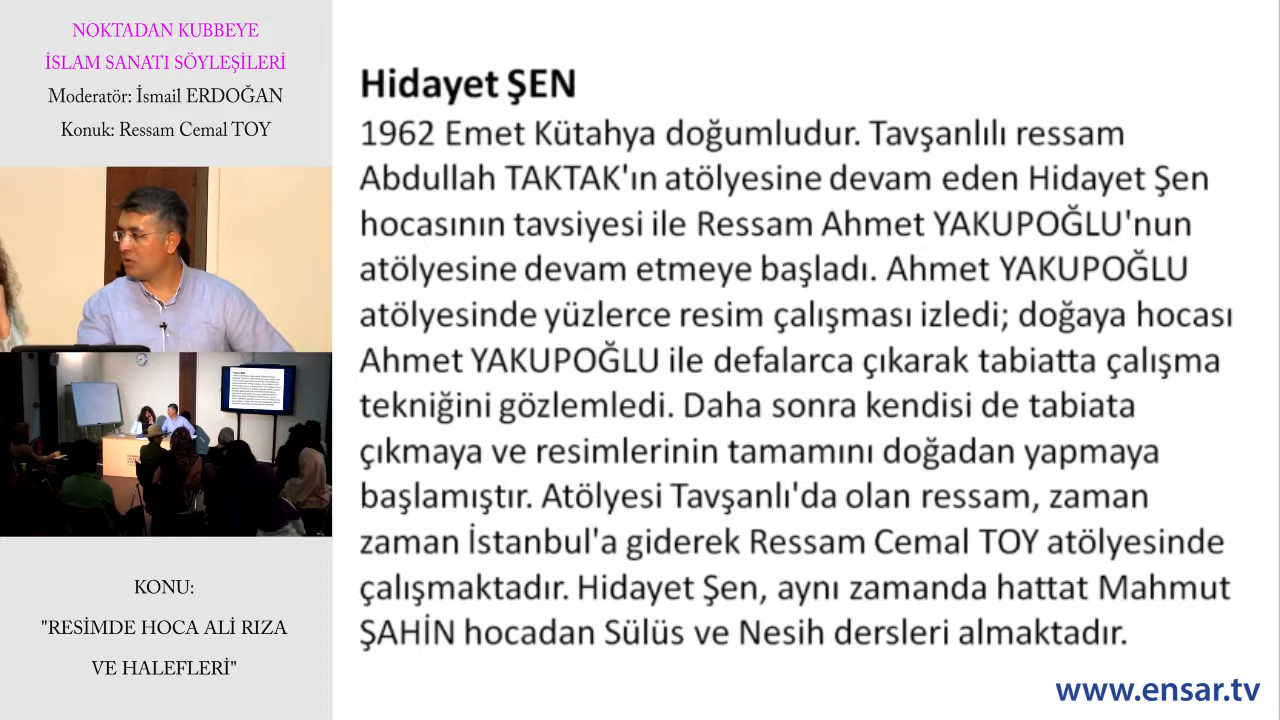 NOKTADAN KUBBEYE
İSLAM SANATI SÖYLEŞİLERİ
Moderatör: İsmail ERDOĞAN
Konuk: Ressam Cemal TOY
KONU:
"RESİMDE HOCA ALİ RIZA
VE HALEFLERİ"
Hidayet ŞEN
1962 Emet Kütahya doğumludur. Tavşanlılı ressam
Abdullah TAKTAK'ın atölyesine devam eden Hidayet Şen
hocasının tavsiyesi ile Ressam Ahmet YAKUPOĞLU'nun
atölyesine devam etmeye başladı. Ahmet YAKUPOĞLU
atölyesinde yüzlerce resim çalışması izledi; doğaya hocası
Ahmet YAKUPOĞLU ile defalarca çıkarak tabiatta çalışma
tekniğini gözlemledi. Daha sonra kendisi de tabiata
çıkmaya ve resimlerinin tamamını doğadan yapmaya
başlamıştır. Atölyesi Tavşanlı'da olan ressam, zaman
zaman İstanbul'a giderek Ressam Cemal TOY atölyesinde
çalışmaktadır. Hidayet Şen, aynı zamanda hattat Mahmut
ŞAHİN hocadan Sülüs ve Nesih dersleri almaktadır.
www.ensar.tv